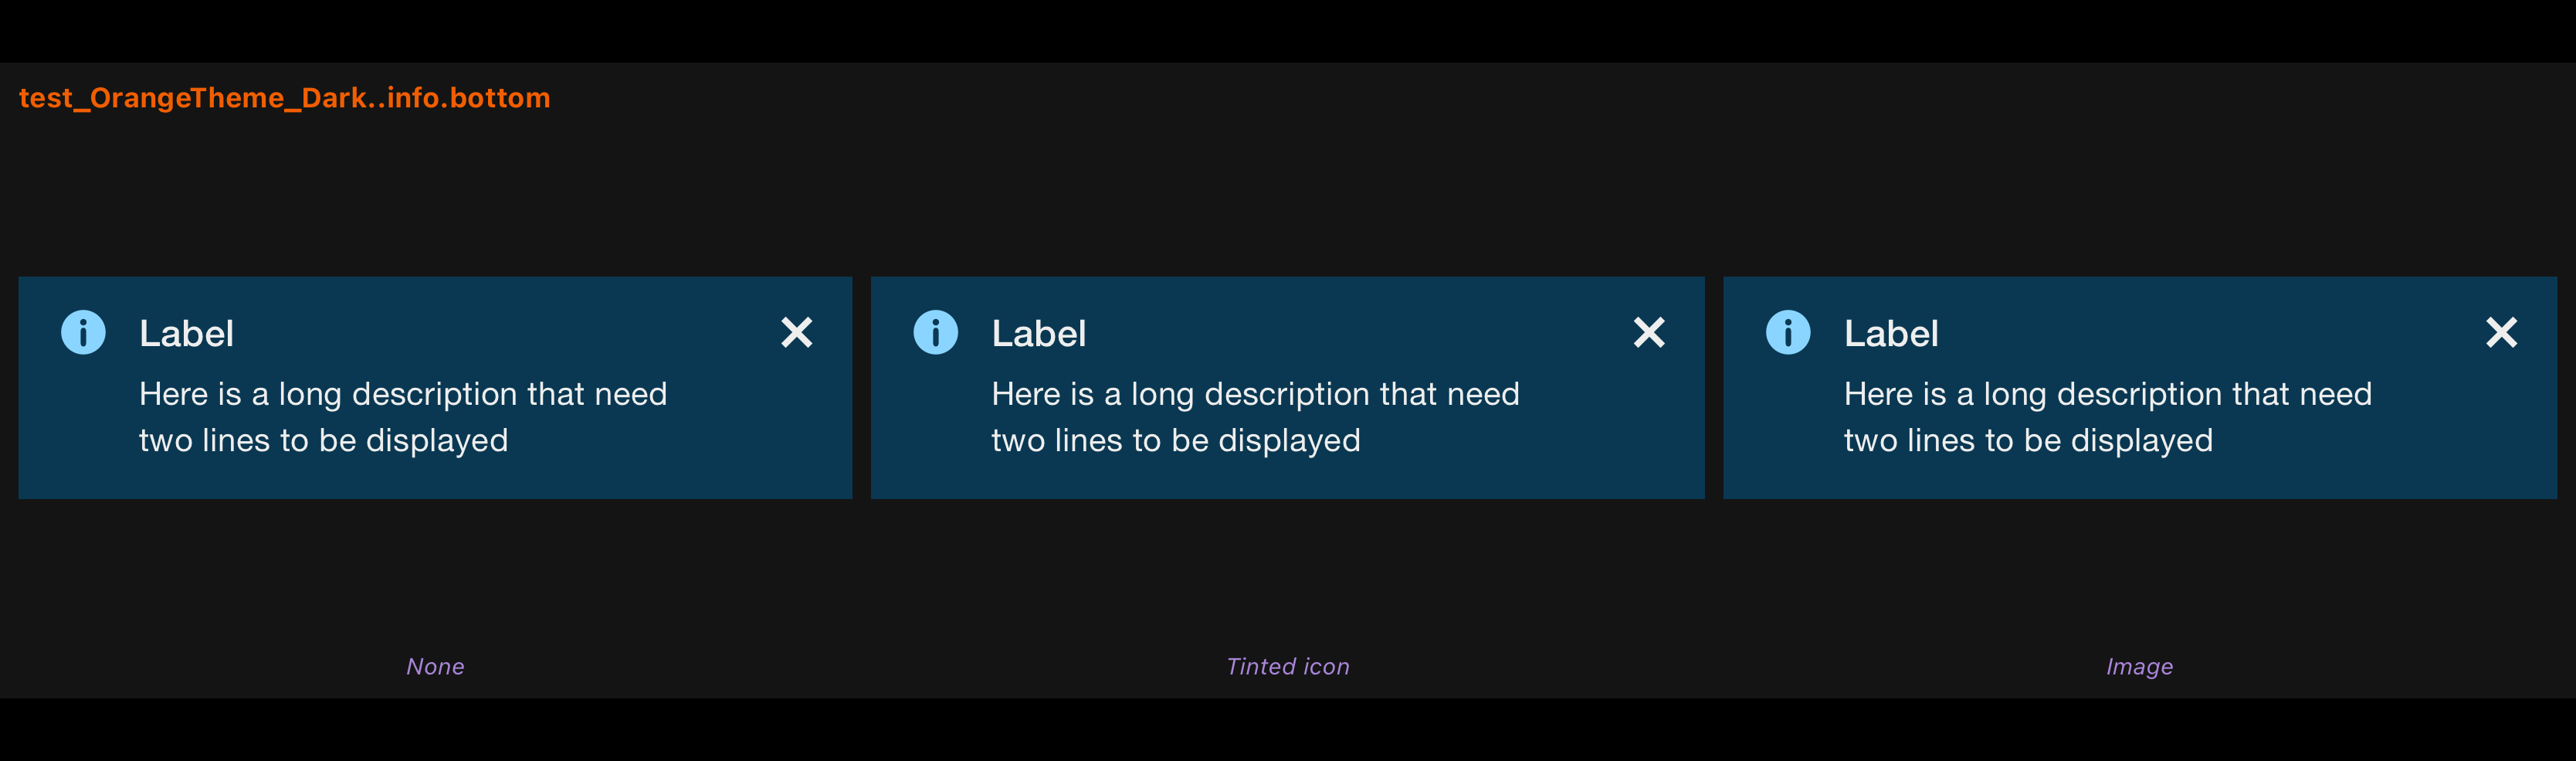 test_OrangeTheme_Dark..info.bottom
Label
Here is a long description that need
two lines to be displayed
Label
Here is a long description that need
two lines to be displayed
Label
Here is a long description that need
two lines to be displayed
None
Tinted icon
Image